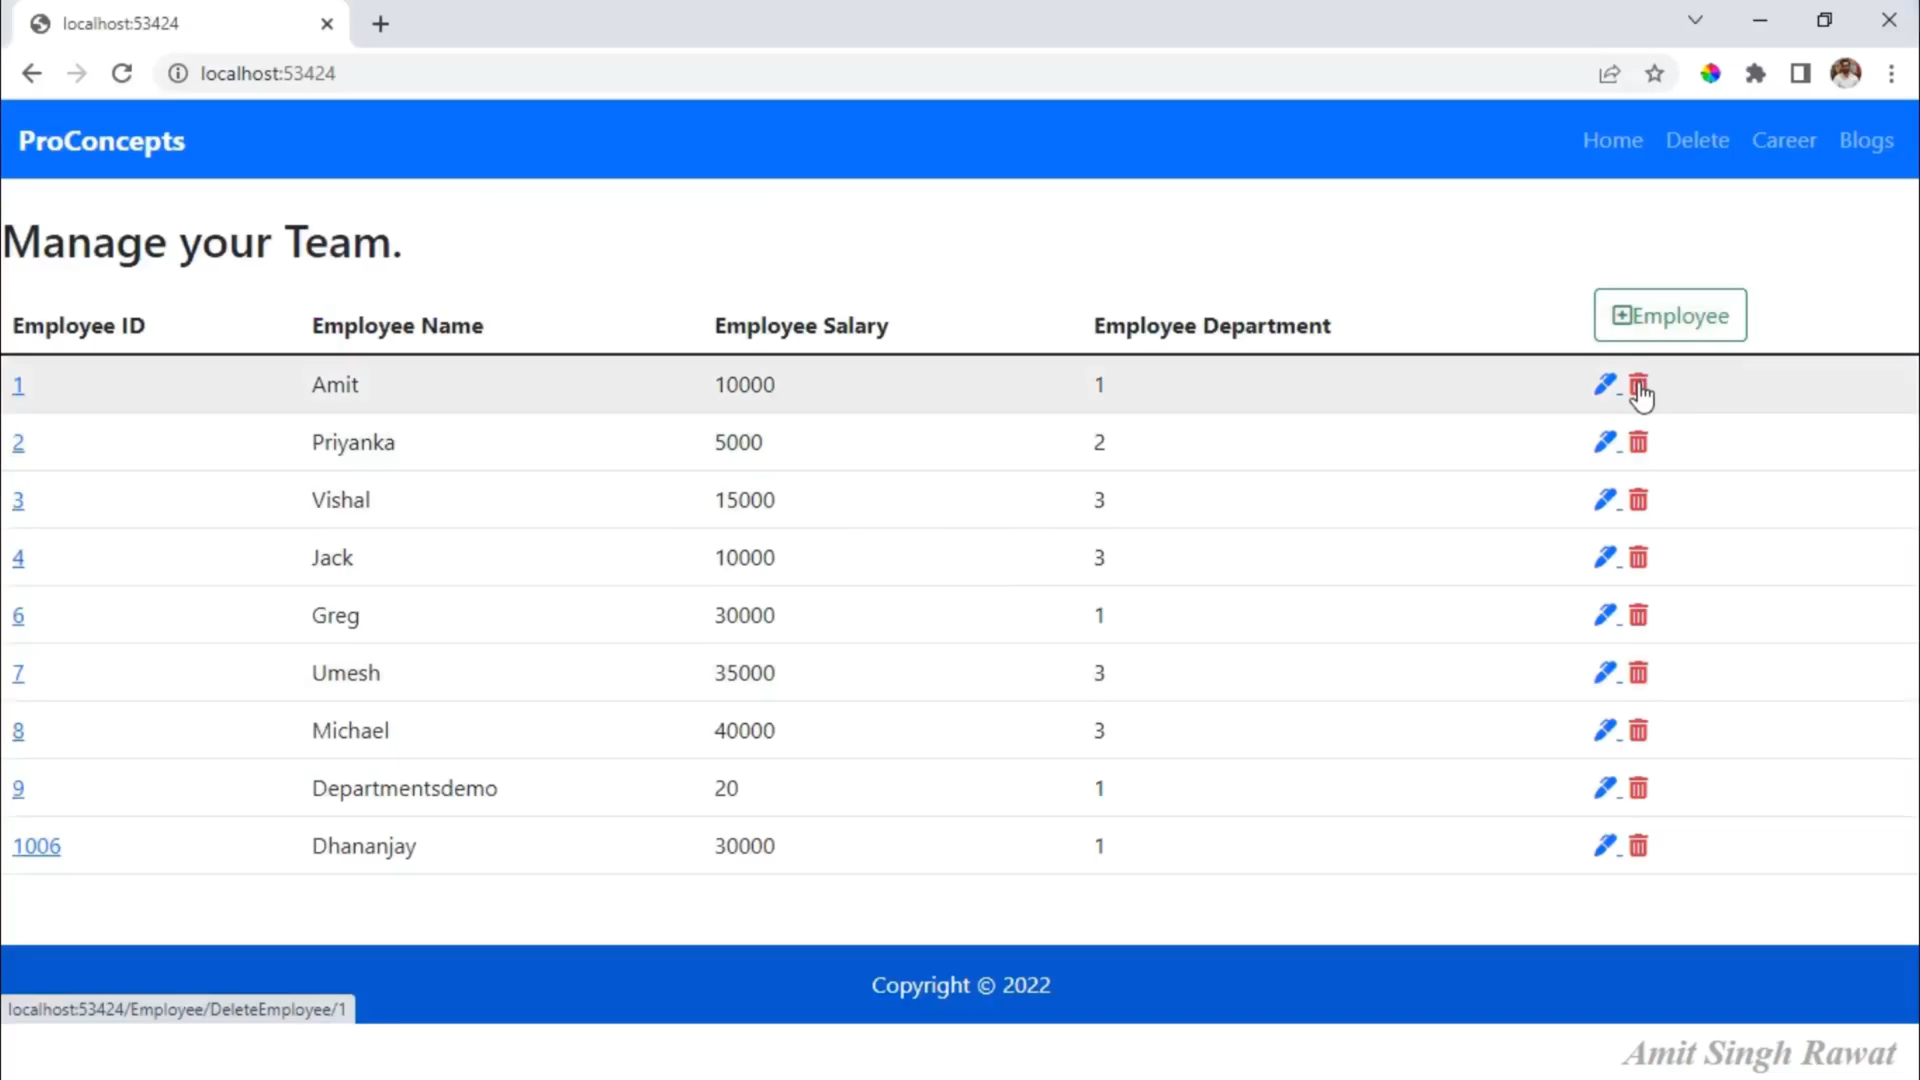 localhost:53424
localhost:53424
ProConcepts
Home Delete Career Blogs
Manage your Team.
Employee ID Employee Name Employee Salary Employee Department Employee
1 Amit 10000 1
2 Priyanka 5000 2
3 Vishal 15000 3
4 Jack 10000 3
6 Greg 30000 1
7 Umesh 35000 3
8 Michael 40000 3
9 Departmentsdemo 20 1
1006 Dhananjay 30000 1
Copyright © 2022
localhost:53424/Employee/DeleteEmployee/1
Amit Singh Rawat